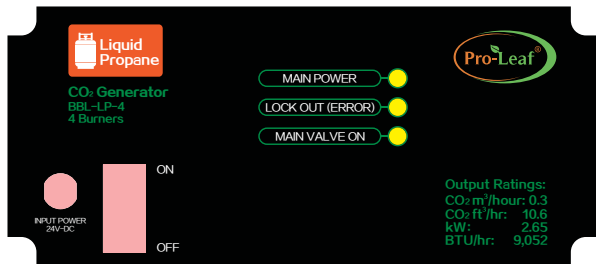 Liquid
Propane
CO₂ Generator
BBL-LP-4
4 Burners
MAIN POWER
LOCK OUT (ERROR)
MAIN VALVE ON
Pro-Leaf®
ON
OFF
INPUT POWER
24V-DC
Output Ratings:
CO₂ m³/hour: 0.3
CO₂ ft³/hr: 10.6
kW: 2.65
BTU/hr: 9,052